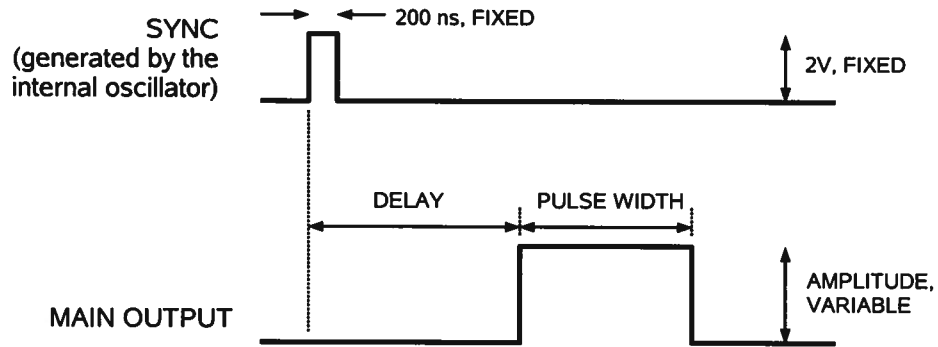 SYNC
(generated by the
internal oscillator)
200 ns, FIXED
2V, FIXED
DELAY
PULSE WIDTH
AMPLITUDE,
VARIABLE
MAIN OUTPUT